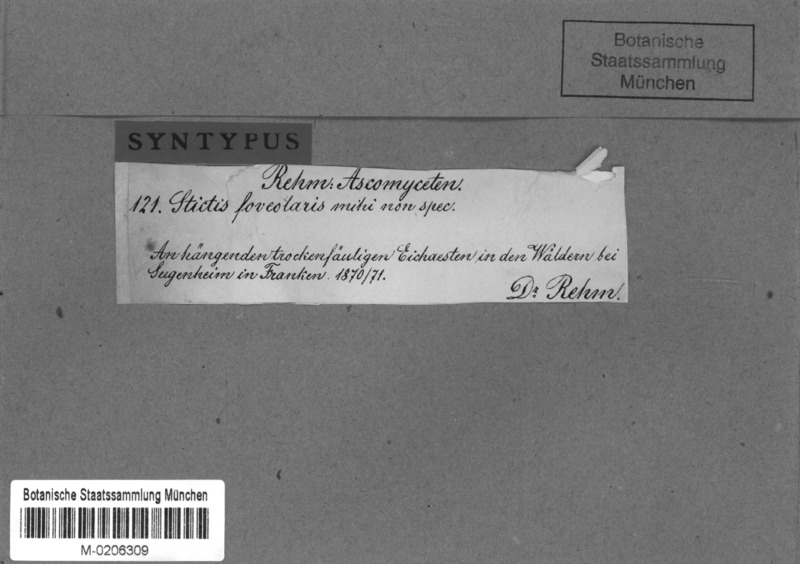 Botanische
Staatssammlung
München
SYNTYPUS
Rehm: Ascomyceten.
121. Stictis foveolaris mihi non spec.
An hängenden trockenfäuligen Eichaesten in den Wäldern bei
Sugenheim in Franken. 1870/71.
Dr. Rehm.
Botanische Staatssammlung München
M-0206309